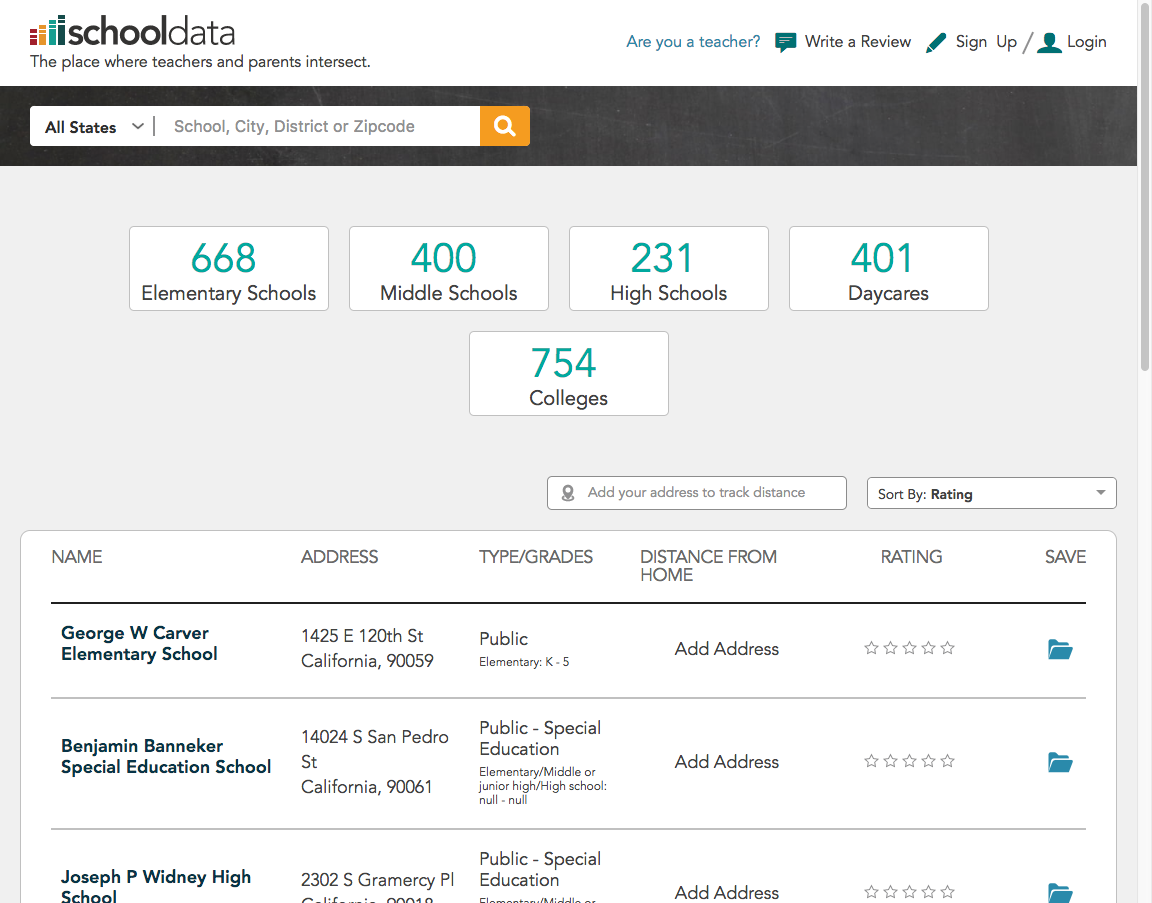 schooldata
The place where teachers and parents intersect.
Are you a teacher?
Write a Review
Sign Up / Login
All States
School, City, District or Zipcode
668
Elementary Schools
400
Middle Schools
231
High Schools
401
Daycares
754
Colleges
Add your address to track distance
Sort By: Rating
NAME
ADDRESS
TYPE/GRADES
DISTANCE FROM
HOME
RATING
SAVE
George W Carver
Elementary School
1425 E 120th St
California, 90059
Public
Elementary: K - 5
Add Address
Benjamin Banneker
Special Education School
14024 S San Pedro
St
California, 90061
Public - Special
Education
Elementary/Middle or
junior high/High school:
null - null
Add Address
Joseph P Widney High
School
2302 S Gramercy Pl
California, 90018
Public - Special
Education
Elementary/Middle or
Add Address